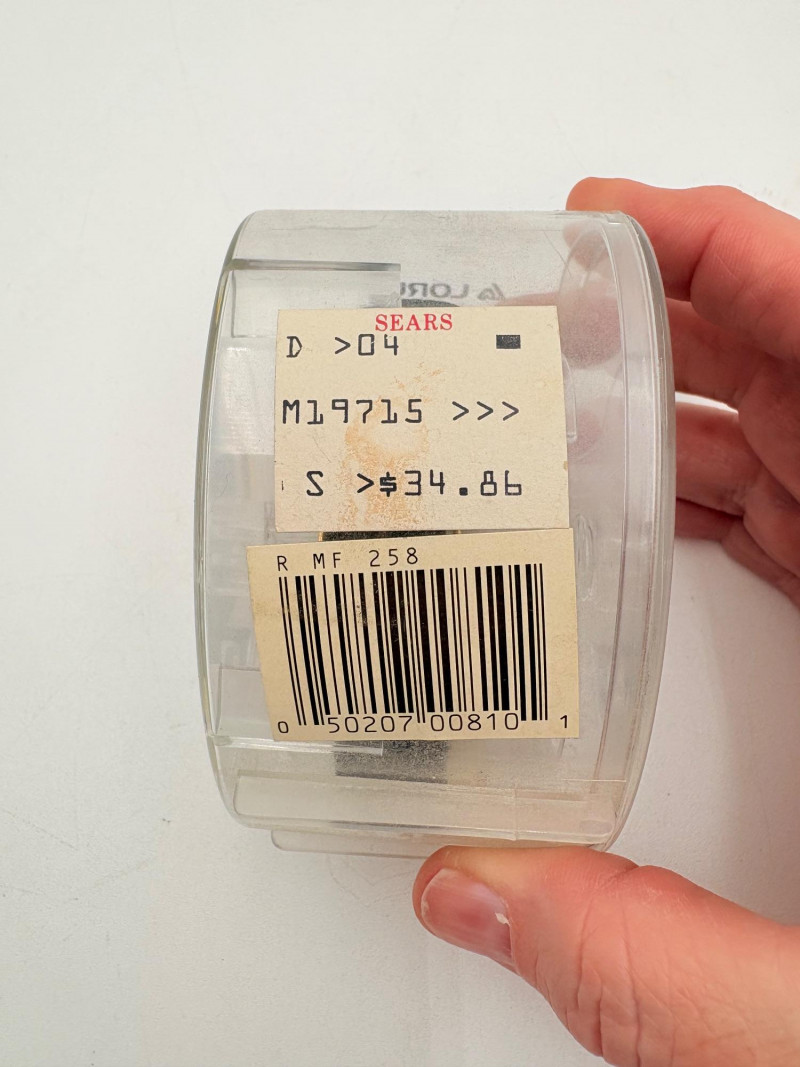 SEARS
D >04
M19715 >>>
S >$34.86
R MF 258
0 50207 00810 1